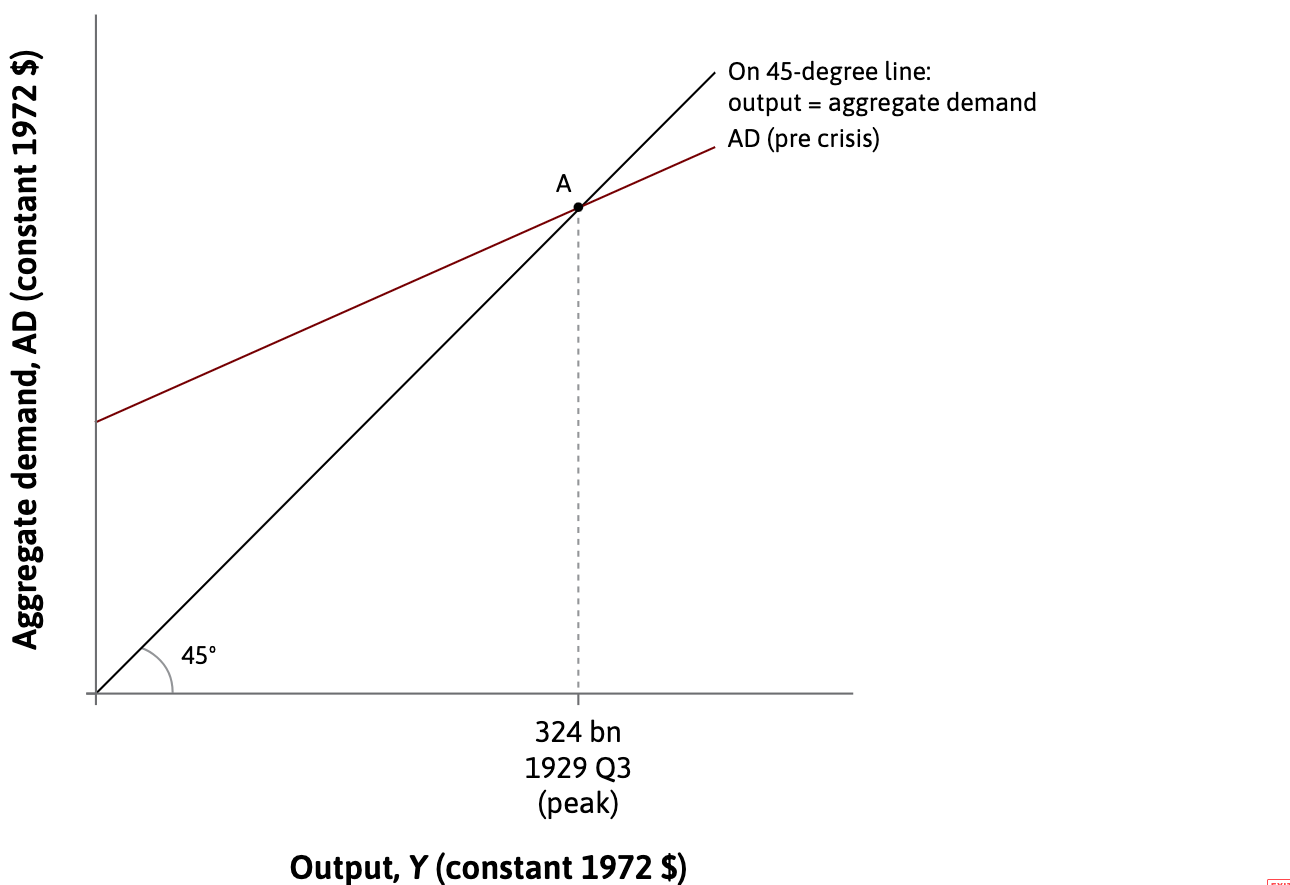 Aggregate demand, AD (constant 1972 $)
On 45-degree line:
output = aggregate demand
AD (pre crisis)
A
45°
324 bn
1929 Q3
(peak)
Output, Y (constant 1972 $)